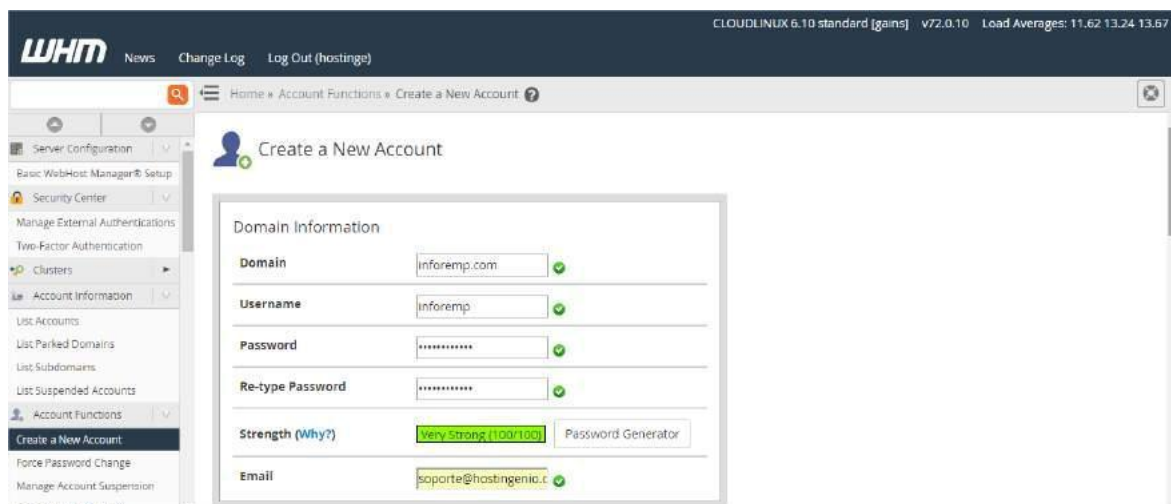 CLOUDLINUX 6.10 standard [gains] v72.0.10 Load Averages: 11.62 13.24 13.67
WHM News Change Log Log Out (hostinge)
Home » Account Functions » Create a New Account
Server Configuration
Basic WebHost Manager® Setup
Security Center
Manage External Authentications
Two-Factor Authentication
Clusters
Account Information
List Accounts
List Parked Domains
List Subdomains
List Suspended Accounts
Account Functions
Create a New Account
Force Password Change
Manage Account Suspension
Create a New Account
Domain Information
Domain inforemp.com
Username inforemp
Password ••••••••••••
Re-type Password ••••••••••••
Strength (Why?) Very Strong (100/100) Password Generator
Email soporte@hostingenio.c